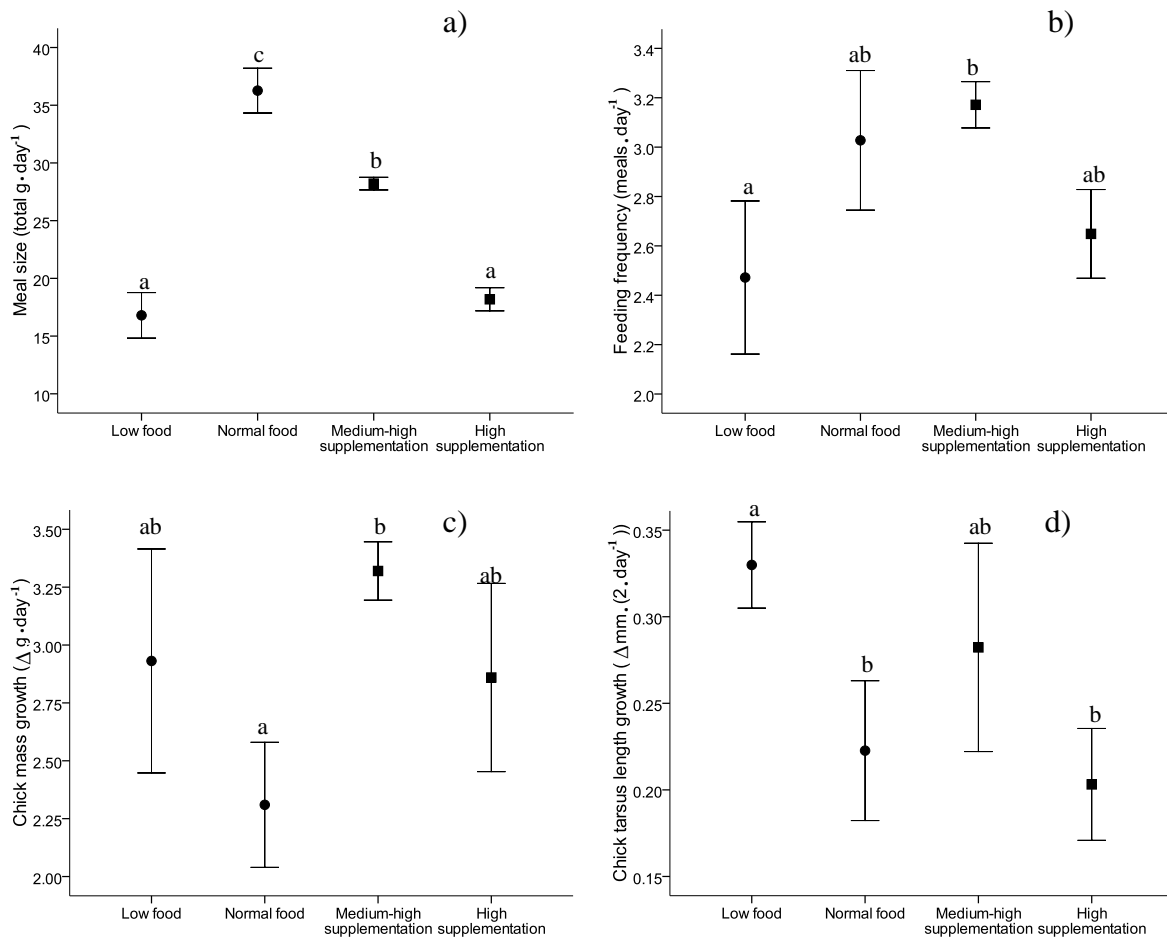 a)
Meal size (total g·day-1)
40
35
30
25
20
15
10
a
c
b
a
Low food
Normal food
Medium-high
supplementation
High
supplementation
b)
Feeding frequency (meals.day-1)
3.4
3.2
3.0
2.8
2.6
2.4
2.2
2.0
a
ab
b
ab
Low food
Normal food
Medium-high
supplementation
High
supplementation
c)
Chick mass growth (Δ g·day-1)
3.50
3.25
3.00
2.75
2.50
2.25
2.00
ab
a
b
ab
Low food
Normal food
Medium-high
supplementation
High
supplementation
d)
Chick tarsus length growth (Δmm.(2.day-1))
0.35
0.30
0.25
0.20
0.15
a
b
ab
b
Low food
Normal food
Medium-high
supplementation
High
supplementation